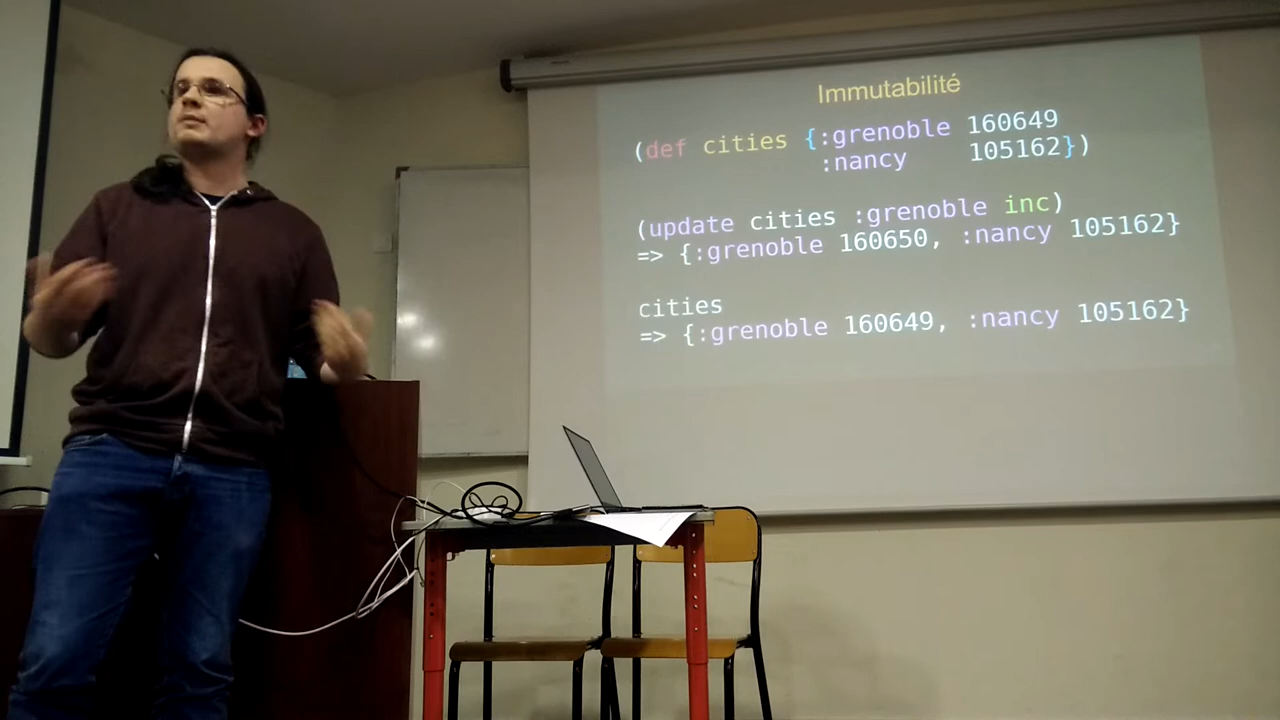 Immutabilité
(def cities {:grenoble 160649
:nancy 105162})
(update cities :grenoble inc)
=> {:grenoble 160650, :nancy 105162}
cities
=> {:grenoble 160649, :nancy 105162}